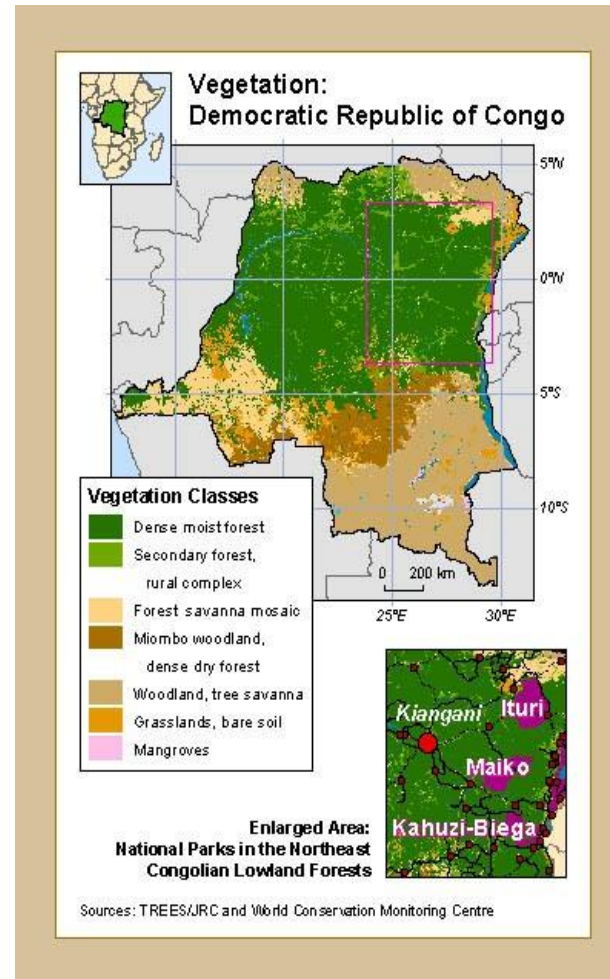 Vegetation:
Democratic Republic of Congo
5°N
0°N
5°S
10°S
0 200 km
25°E 30°E
Vegetation Classes
Dense moist forest
Secondary forest,
rural complex
Forest savanna mosaic
Miombo woodland,
dense dry forest
Woodland, tree savanna
Grasslands, bare soil
Mangroves
Kiangani
Ituri
Maiko
Kahuzi-Biega
Enlarged Area:
National Parks in the Northeast
Congolian Lowland Forests
Sources: TREES/JRC and World Conservation Monitoring Centre